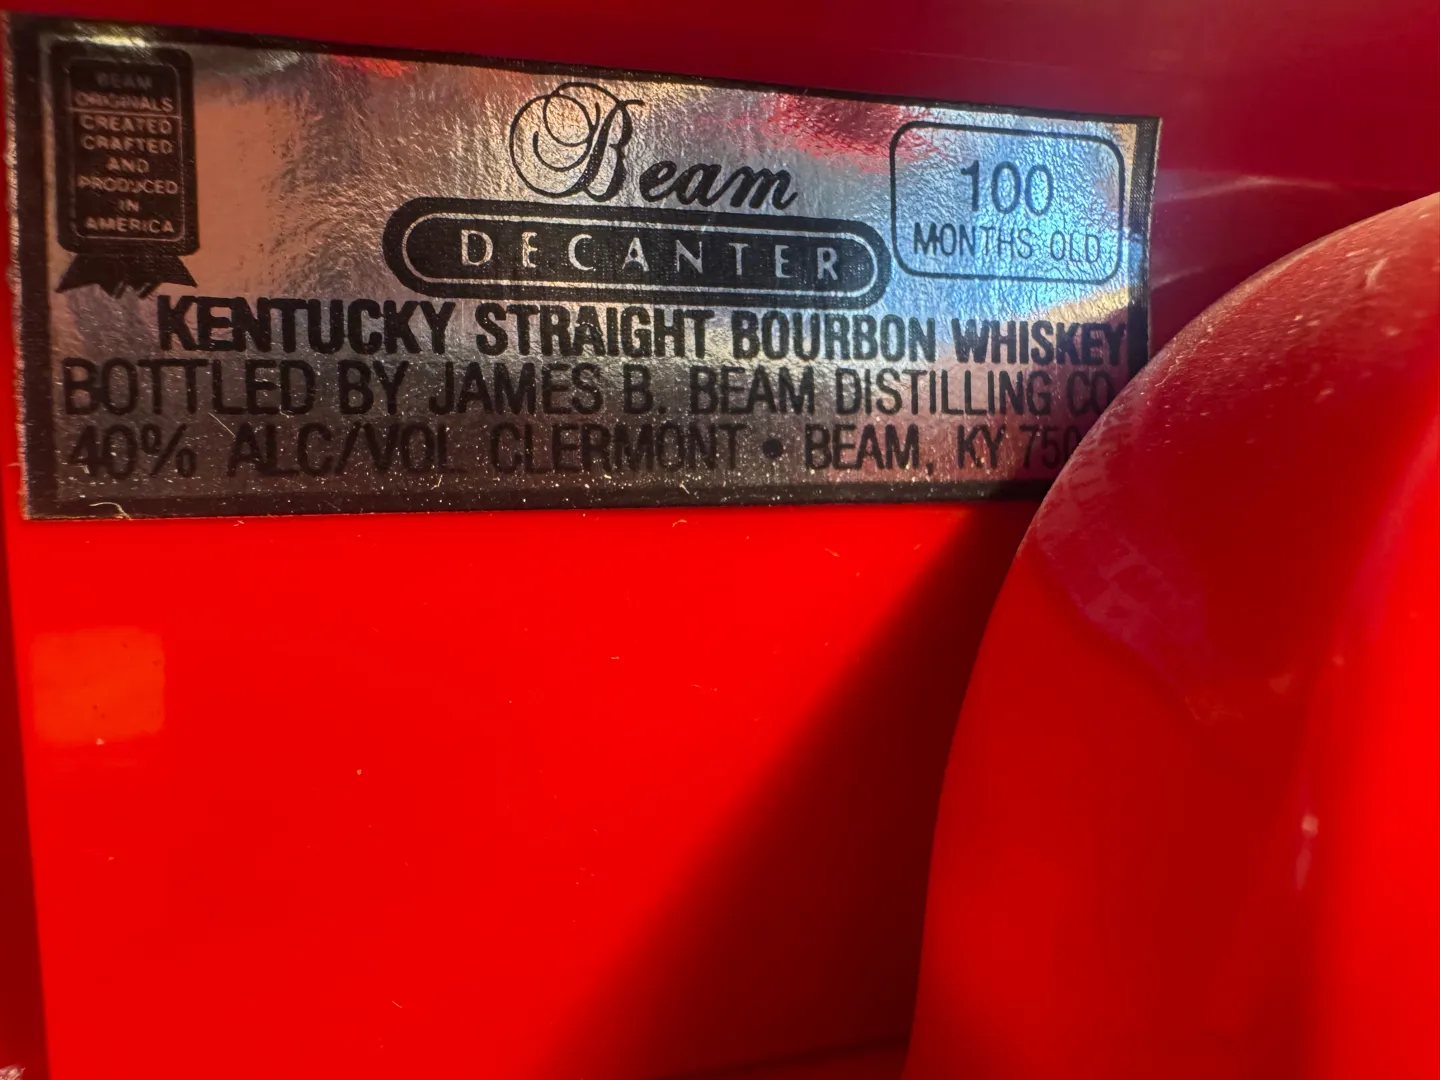 BEAM
ORIGINALS
CREATED
CRAFTED
AND
PRODUCED
IN
AMERICA
Beam
DECANTER
100
MONTHS OLD
KENTUCKY STRAIGHT BOURBON WHISKEY
BOTTLED BY JAMES B. BEAM DISTILLING CO
40% ALC/VOL CLERMONT • BEAM, KY 750